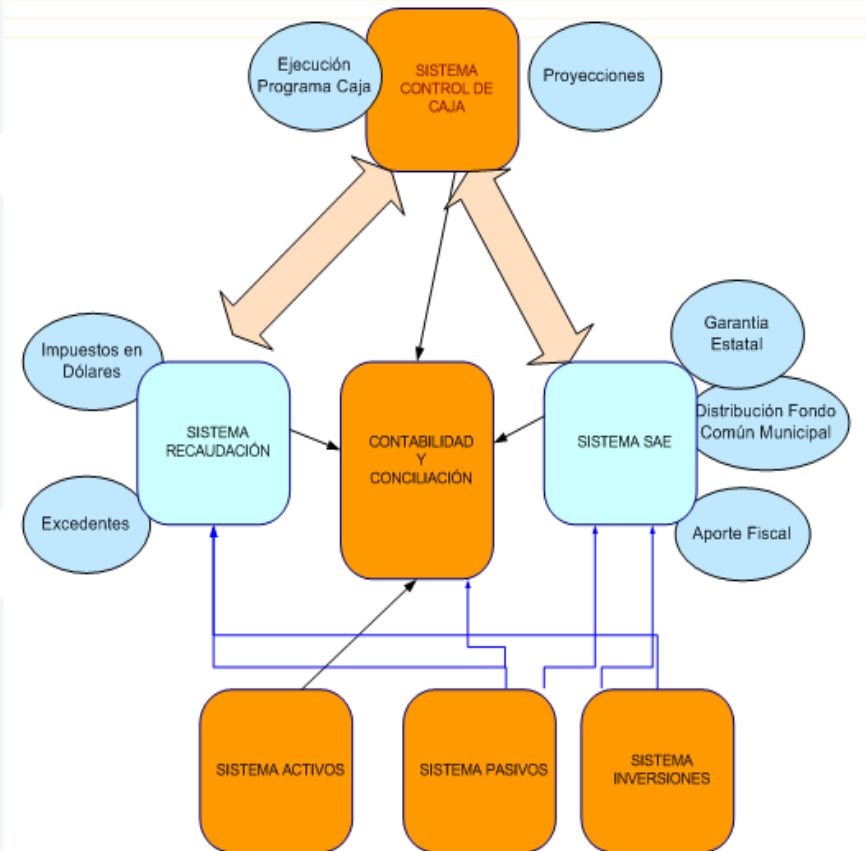 Ejecución
Programa Caja
SISTEMA
CONTROL DE
CAJA
Proyecciones
Impuestos en
Dólares
Garantia
Estatal
SISTEMA
RECAUDACIÓN
CONTABILIDAD
Y
CONCILIACIÓN
SISTEMA SAE
Distribución Fondo
Común Municipal
Excedentes
Aporte Fiscal
SISTEMA ACTIVOS
SISTEMA PASIVOS
SISTEMA
INVERSIONES